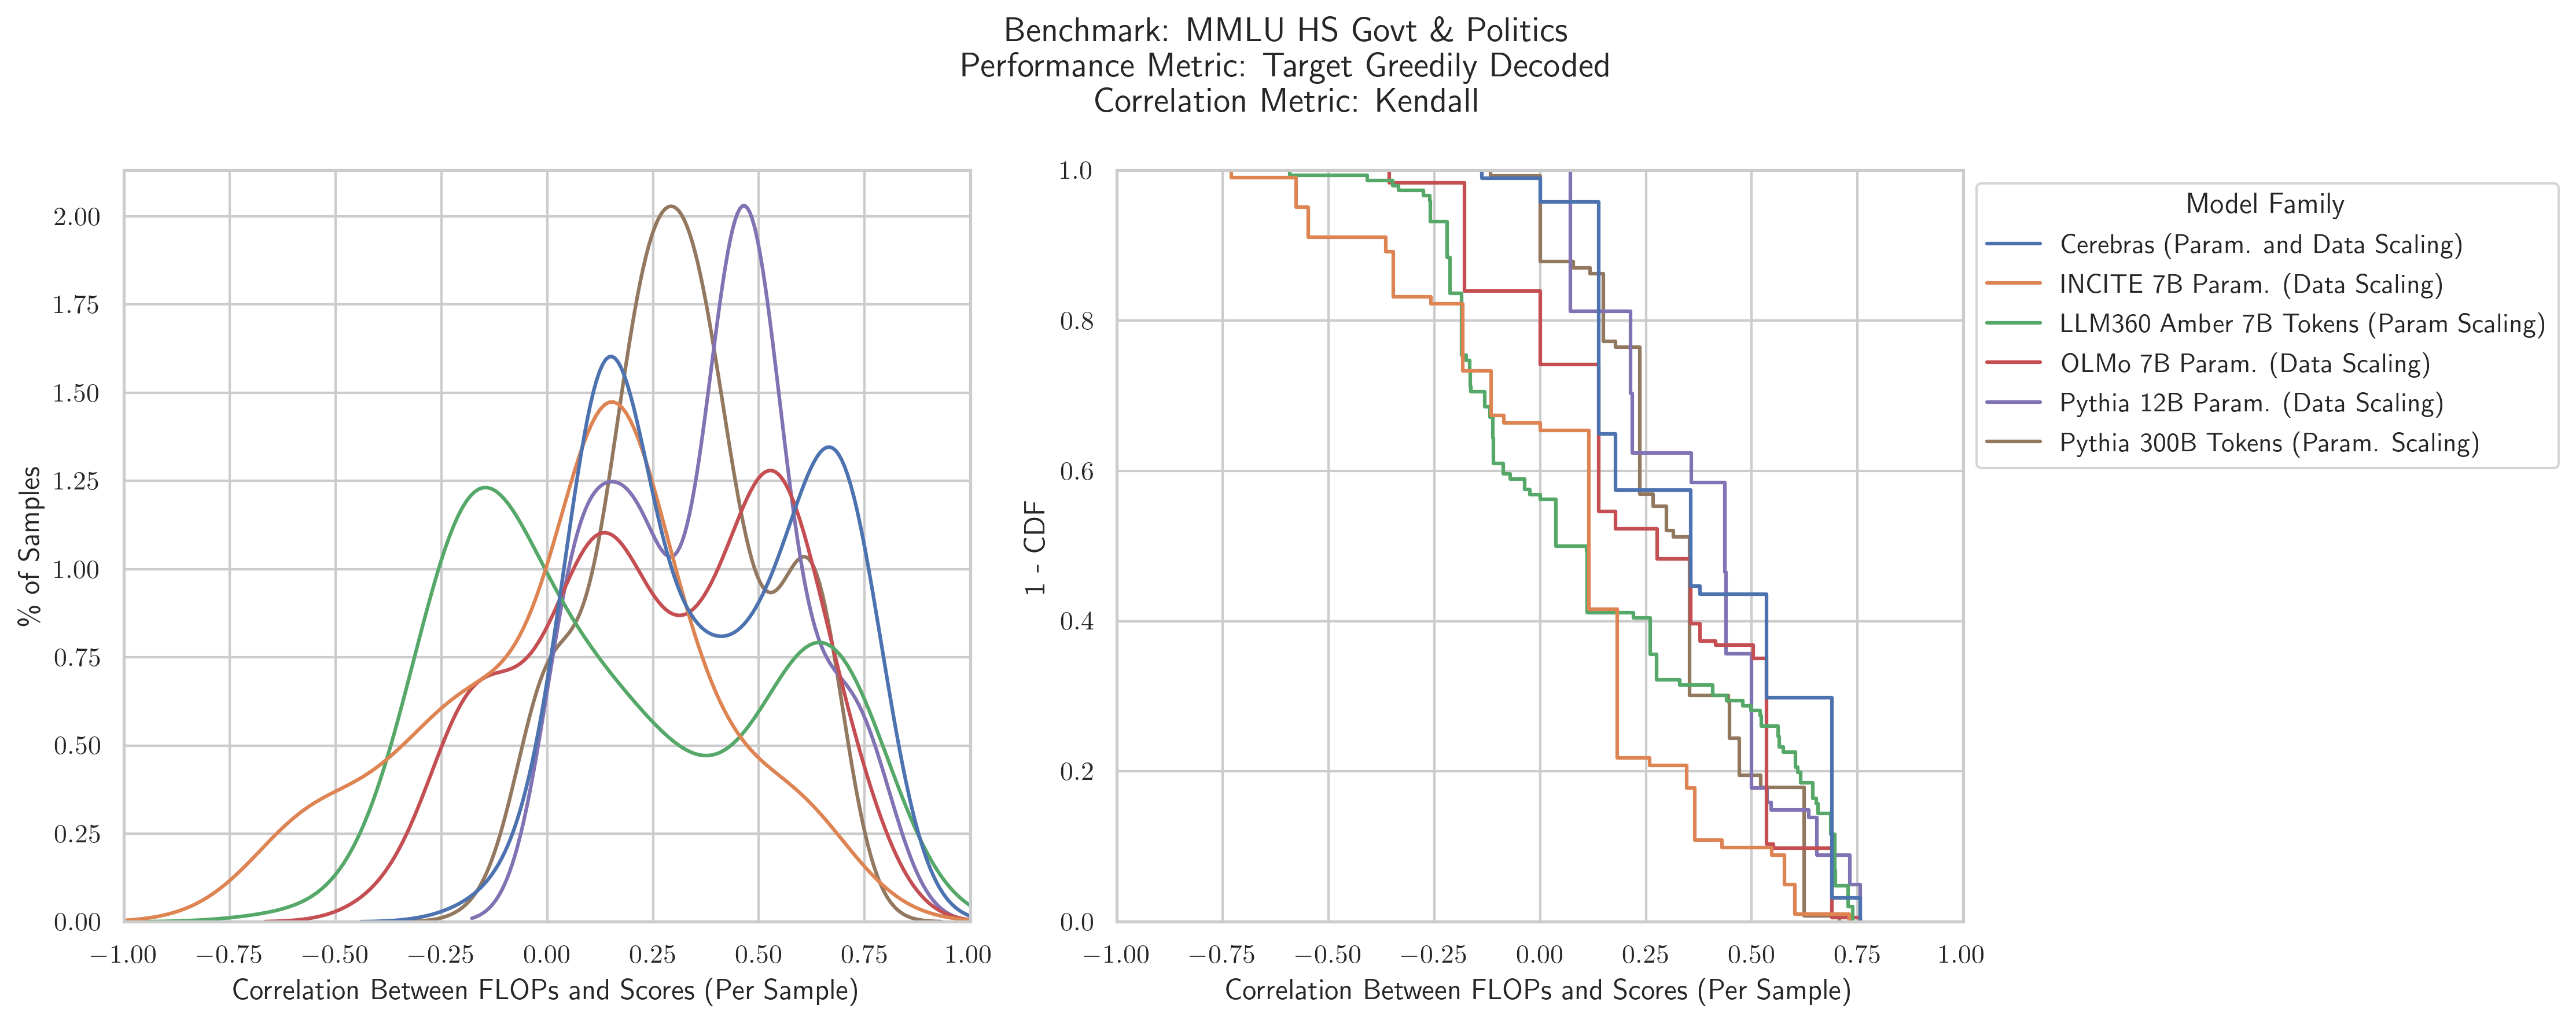 Benchmark: MMLU HS Govt & Politics
Performance Metric: Target Greedily Decoded
Correlation Metric: Kendall
% of Samples
2.00
1.75
1.50
1.25
1.00
0.75
0.50
0.25
0.00
−1.00 −0.75 −0.50 −0.25 0.00 0.25 0.50 0.75 1.00
Correlation Between FLOPs and Scores (Per Sample)
1 - CDF
1.0
0.8
0.6
0.4
0.2
0.0
−1.00 −0.75 −0.50 −0.25 0.00 0.25 0.50 0.75 1.00
Correlation Between FLOPs and Scores (Per Sample)
Model Family
Cerebras (Param. and Data Scaling)
INCITE 7B Param. (Data Scaling)
LLM360 Amber 7B Tokens (Param Scaling)
OLMo 7B Param. (Data Scaling)
Pythia 12B Param. (Data Scaling)
Pythia 300B Tokens (Param. Scaling)